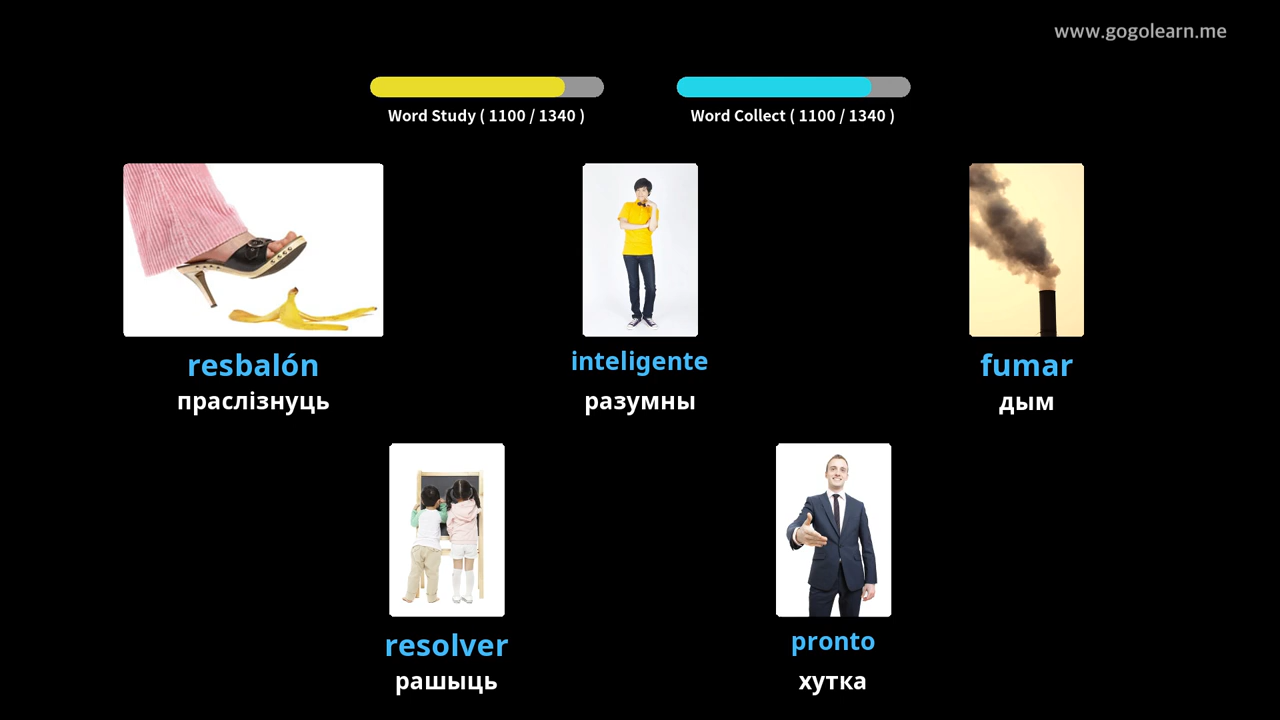 www.gogolearn.me
Word Study ( 1100 / 1340 )
Word Collect ( 1100 / 1340 )
resbalón
праслізнуць
inteligente
разумны
fumar
дым
resolver
рашыць
pronto
хутка